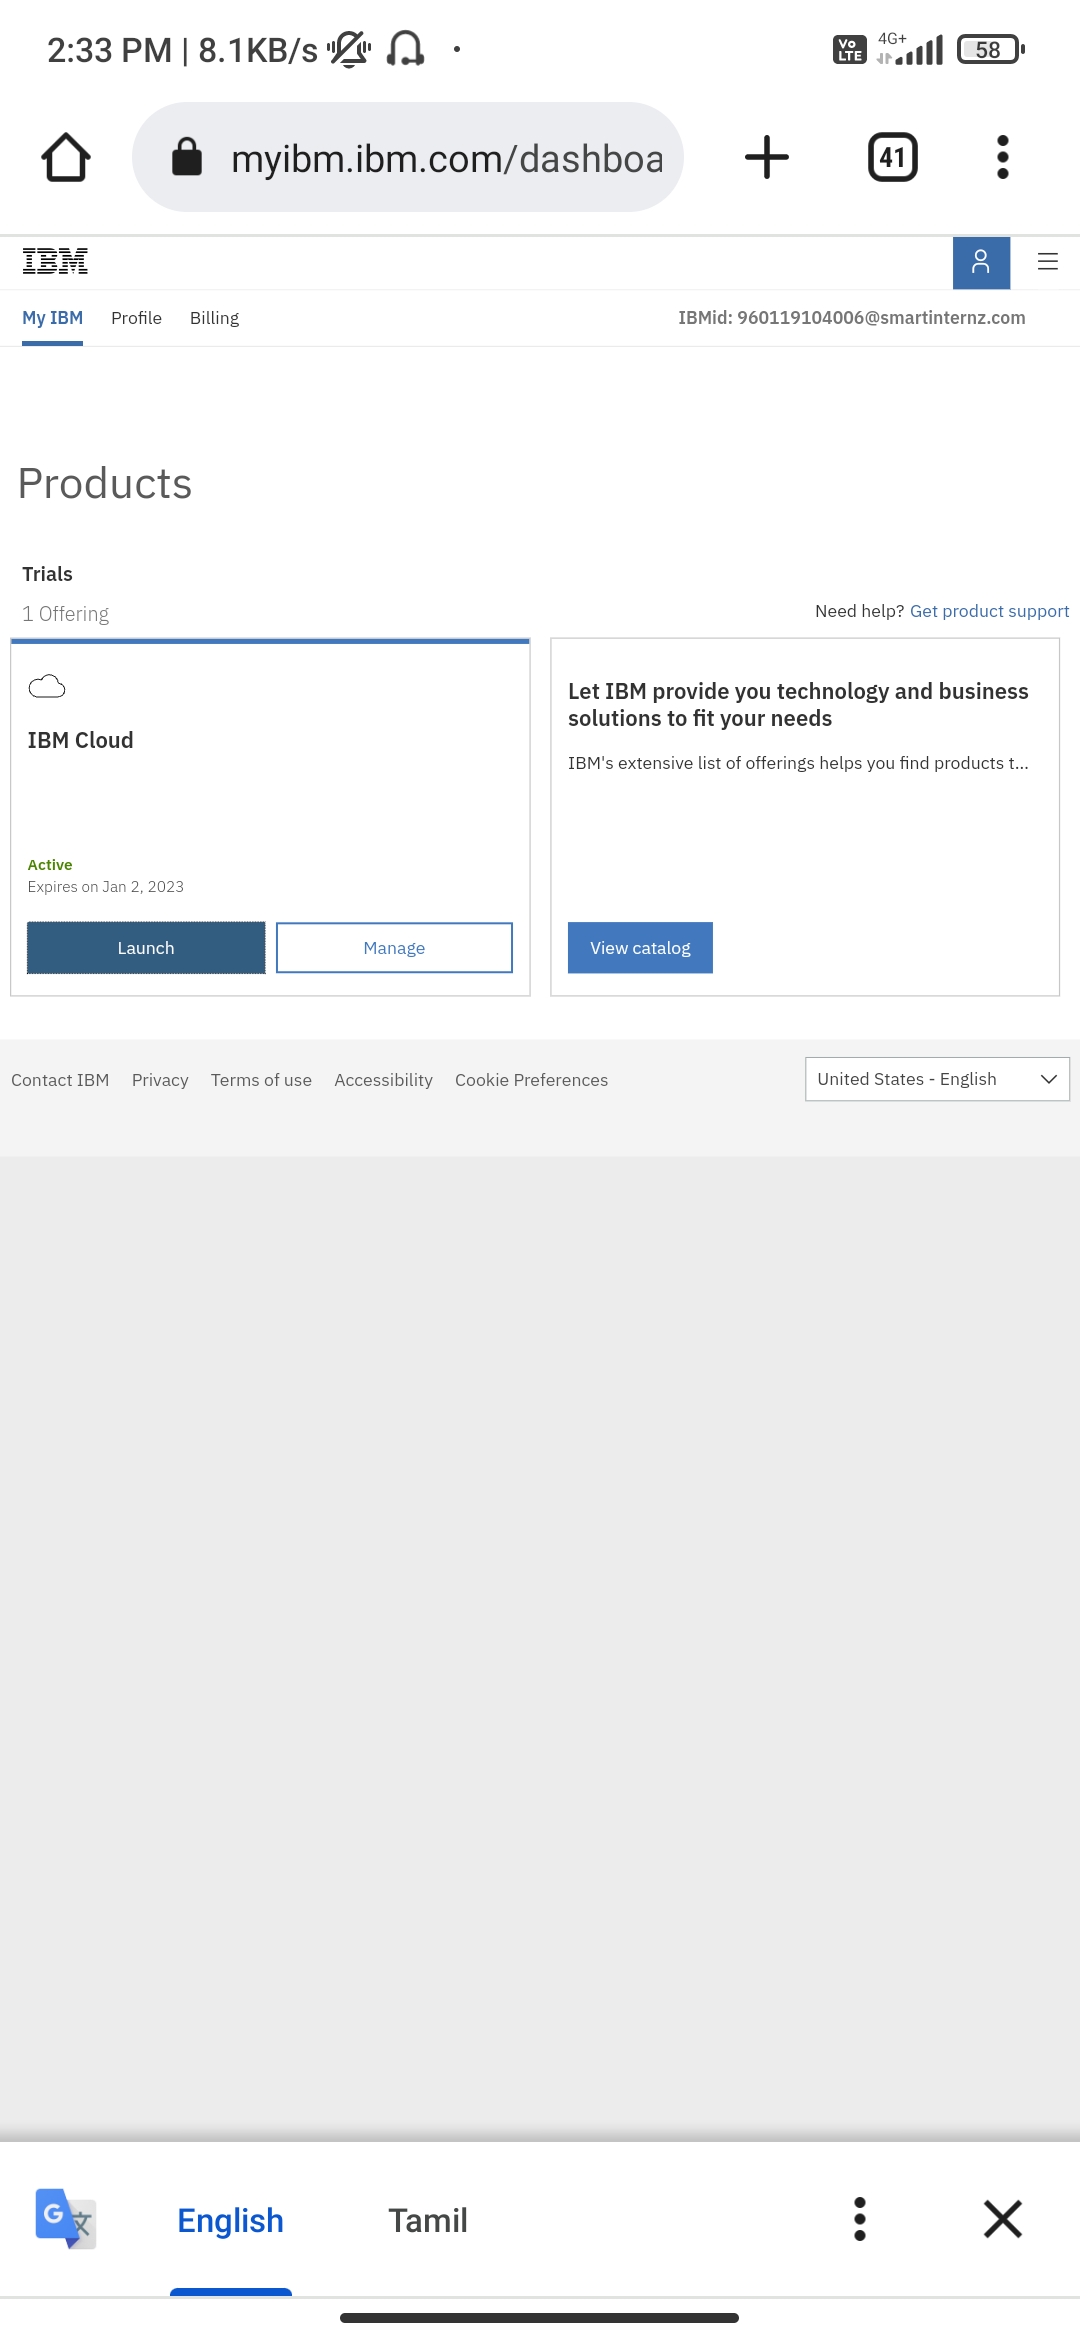 2:33 PM | 8.1KB/s
Vo LTE 4G+ 58
myibm.ibm.com/dashboa
41
IBM
My IBM Profile Billing IBMid: 960119104006@smartinternz.com
Products
Trials
1 Offering
Need help? Get product support
IBM Cloud
Active
Expires on Jan 2, 2023
Launch Manage
Let IBM provide you technology and business
solutions to fit your needs
IBM's extensive list of offerings helps you find products t...
View catalog
Contact IBM Privacy Terms of use Accessibility Cookie Preferences
United States - English
G 文
English Tamil